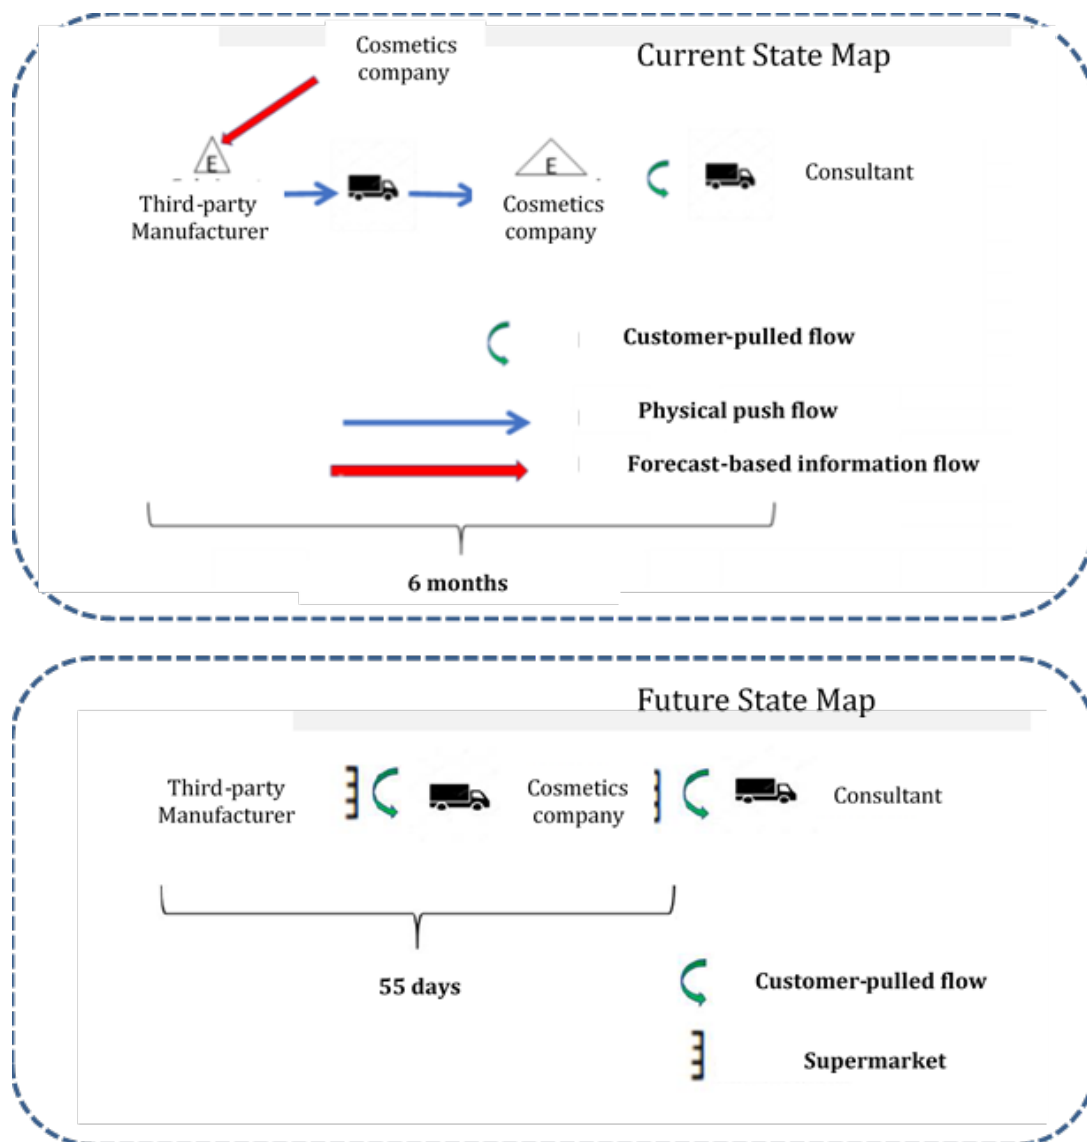 Cosmetics
company
Current State Map
E
E
Consultant
Third-party
Manufacturer
Cosmetics
company
Customer-pulled flow
Physical push flow
Forecast-based information flow
6 months
Future State Map
Third-party
Manufacturer
Cosmetics
company
Consultant
55 days
Customer-pulled flow
Supermarket